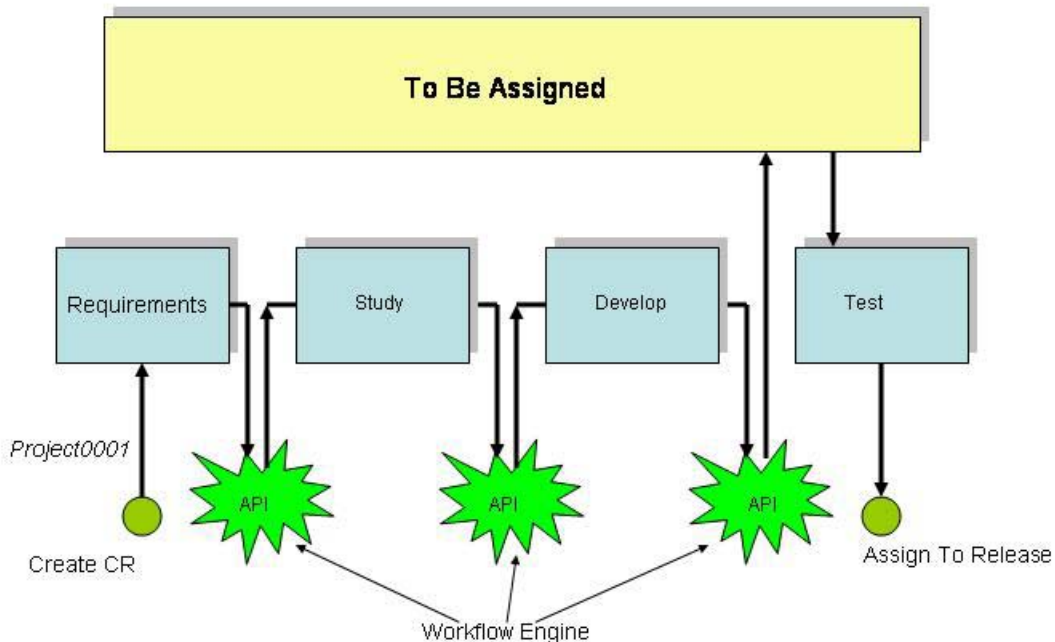 To Be Assigned
Requirements
Study
Develop
Test
Project0001
API
API
API
Create CR
Assign To Release
Workflow Engine